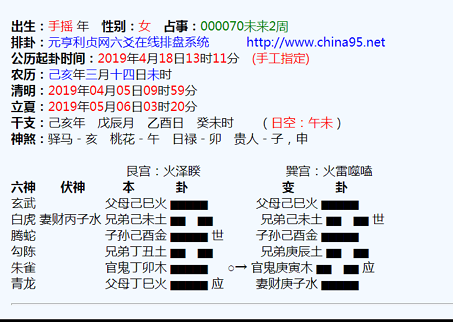 出生：手摇 年 性别：女 占事：000070未来2周
排卦：元亨利贞网六爻在线排盘系统 http://www.china95.net
公历起卦时间：2019年4月18日13时11分 (手工指定)
农历：己亥年三月十四日未时
清明：2019年04月05日09时59分
立夏：2019年05月06日03时20分
干支：己亥年 戊辰月 乙酉日 癸未时 ( 日空：午未 )
神煞：驿马－亥 桃花－午 日禄－卯 贵人－子，申
艮宫：火泽睽 巽宫：火雷噬嗑
六神 伏神 本 卦 变 卦
玄武 父母己巳火 父母己巳火
白虎 妻财丙子水 兄弟己未土 兄弟己未土 世
腾蛇 子孙己酉金 世 子孙己酉金
勾陈 兄弟丁丑土 兄弟庚辰土
朱雀 官鬼丁卯木 ○→ 官鬼庚寅木 应
青龙 父母丁巳火 应 妻财庚子水